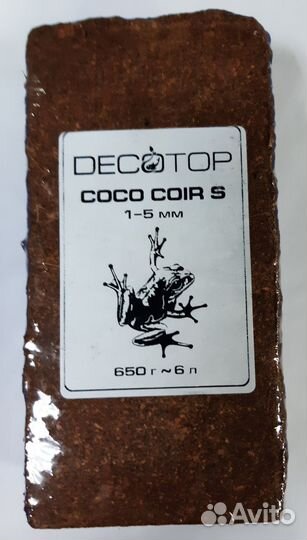 DECOTOP
COCO COIR S
1-5 мм
650 г ~ 6 л
Avito